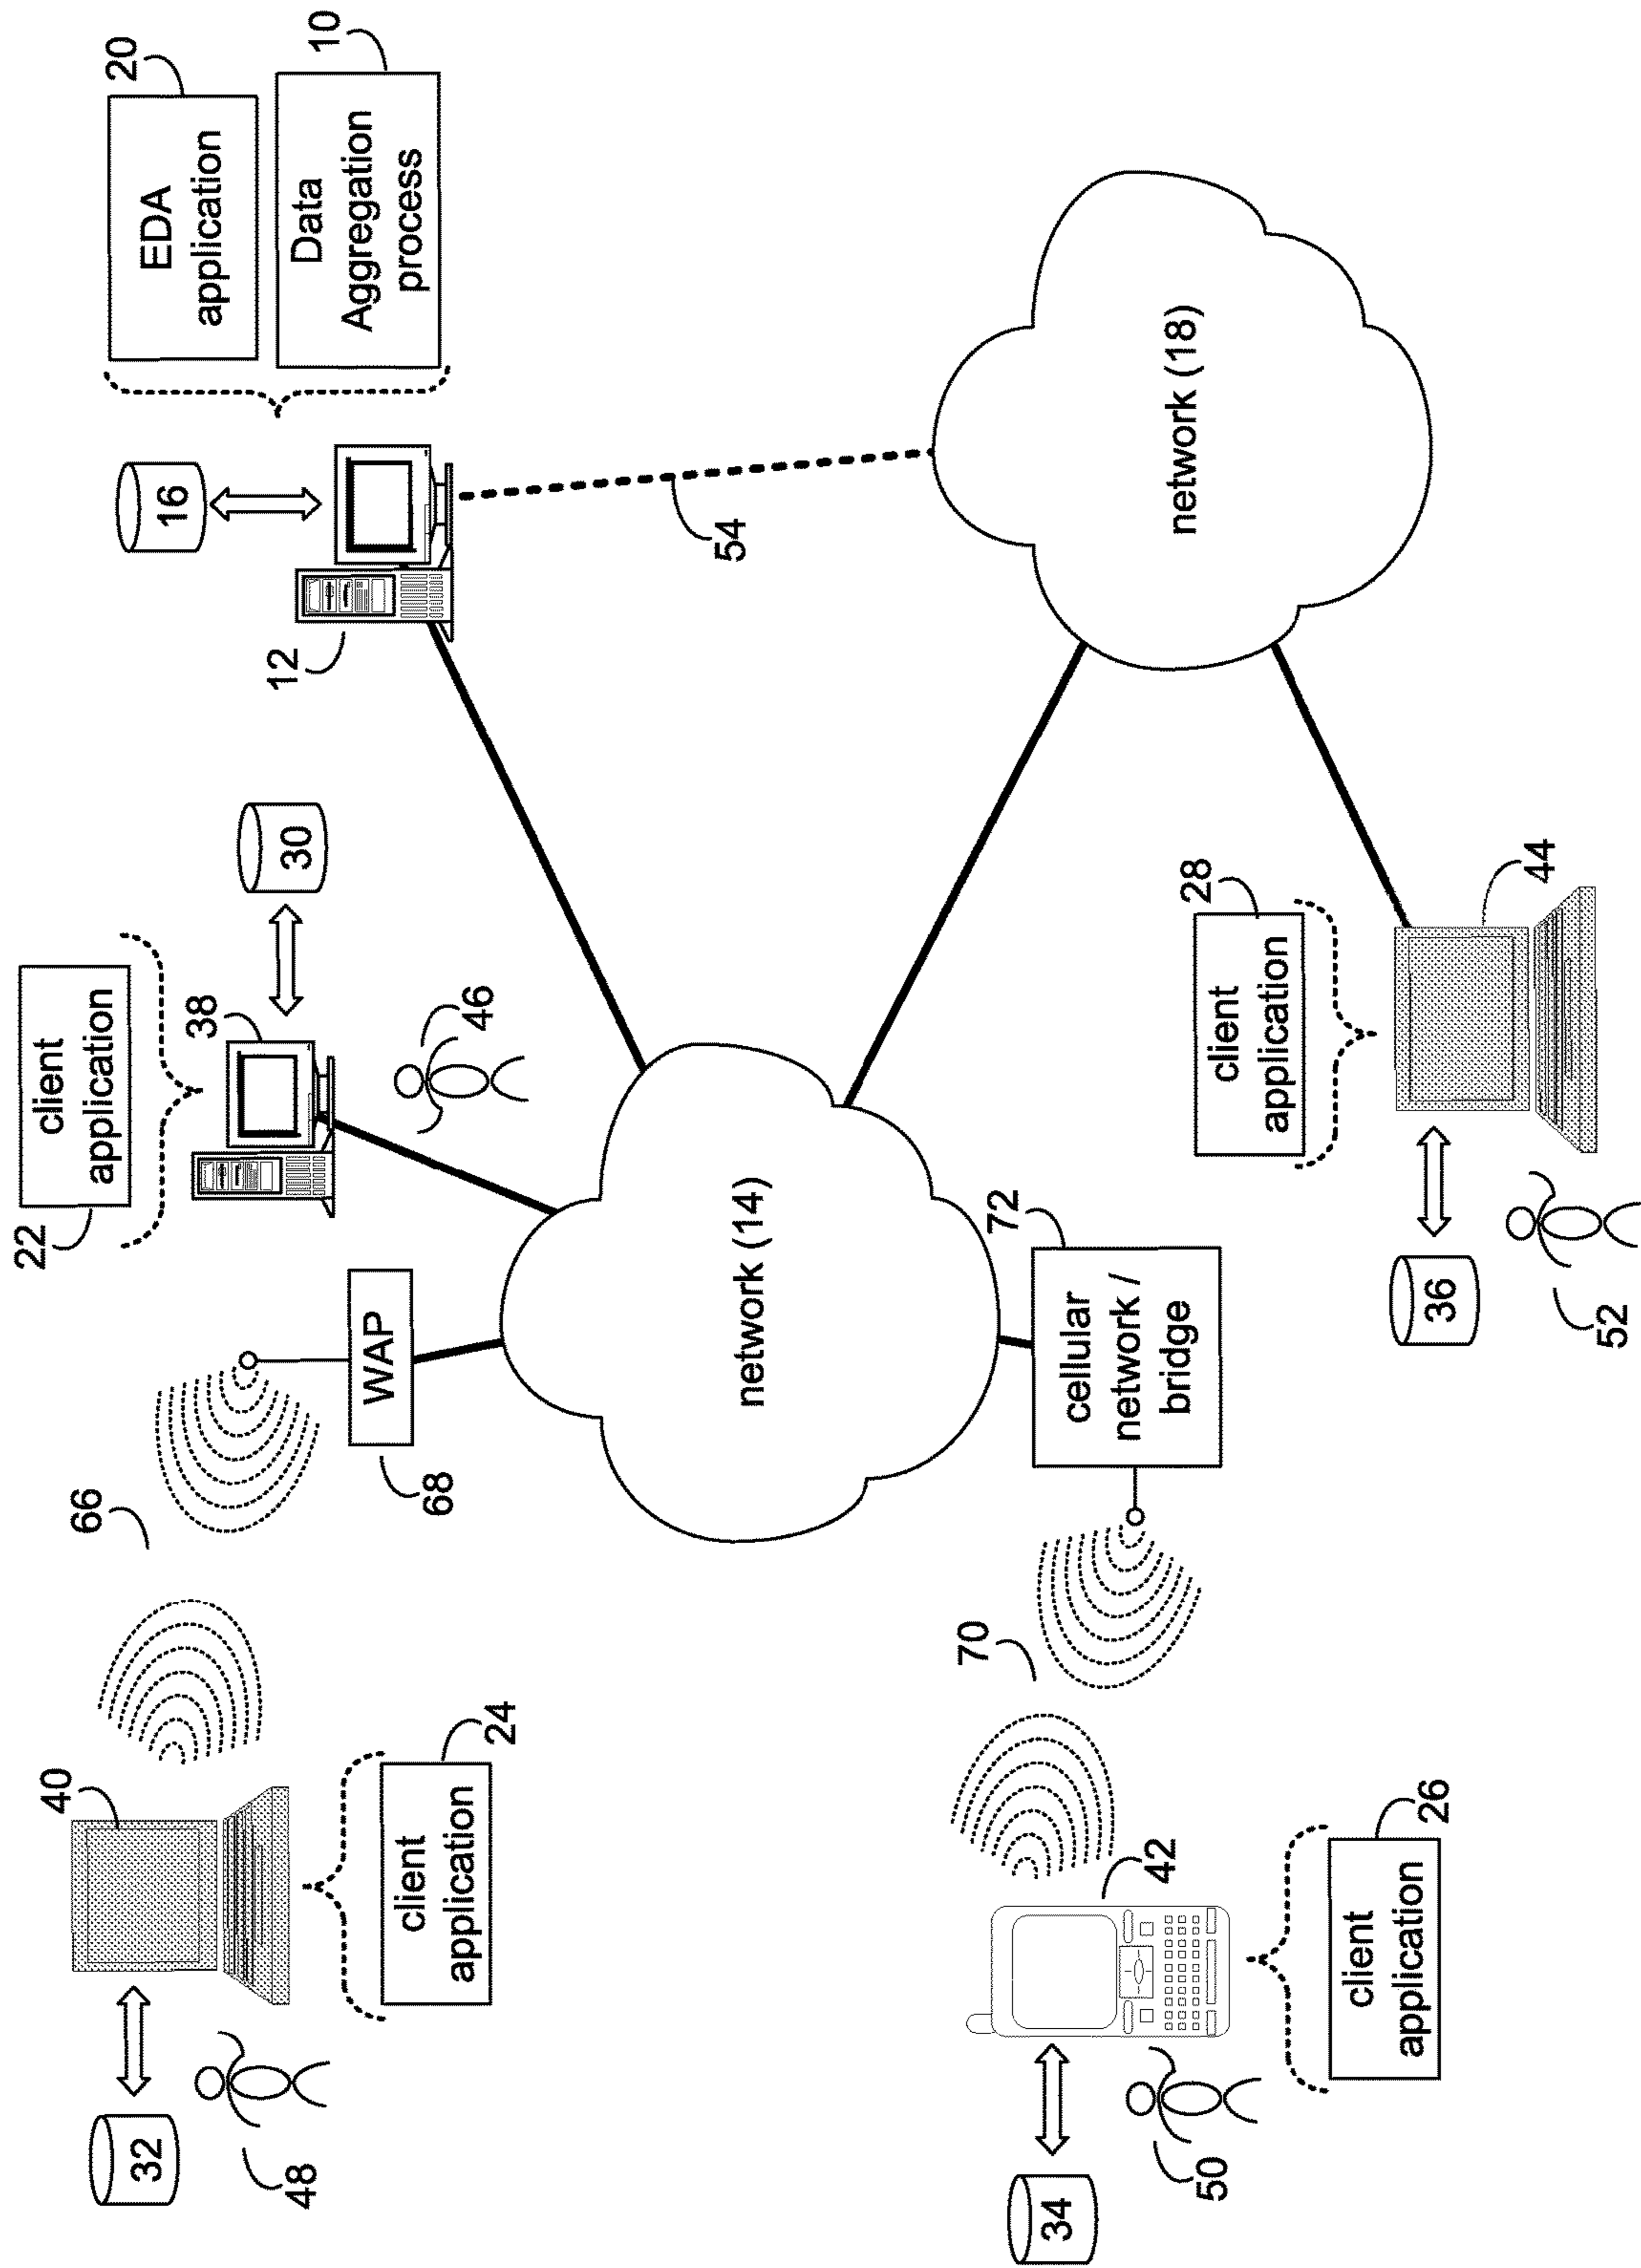 22
client
application
40
66
20
EDA
application
32
16
38
48
12
30
10
Data
Aggregation
process
24
client
application
WAP
68
46
54
network (14)
70
72
cellular
network /
bridge
network (18)
34
50
42
28
client
application
26
client
application
36
52
44